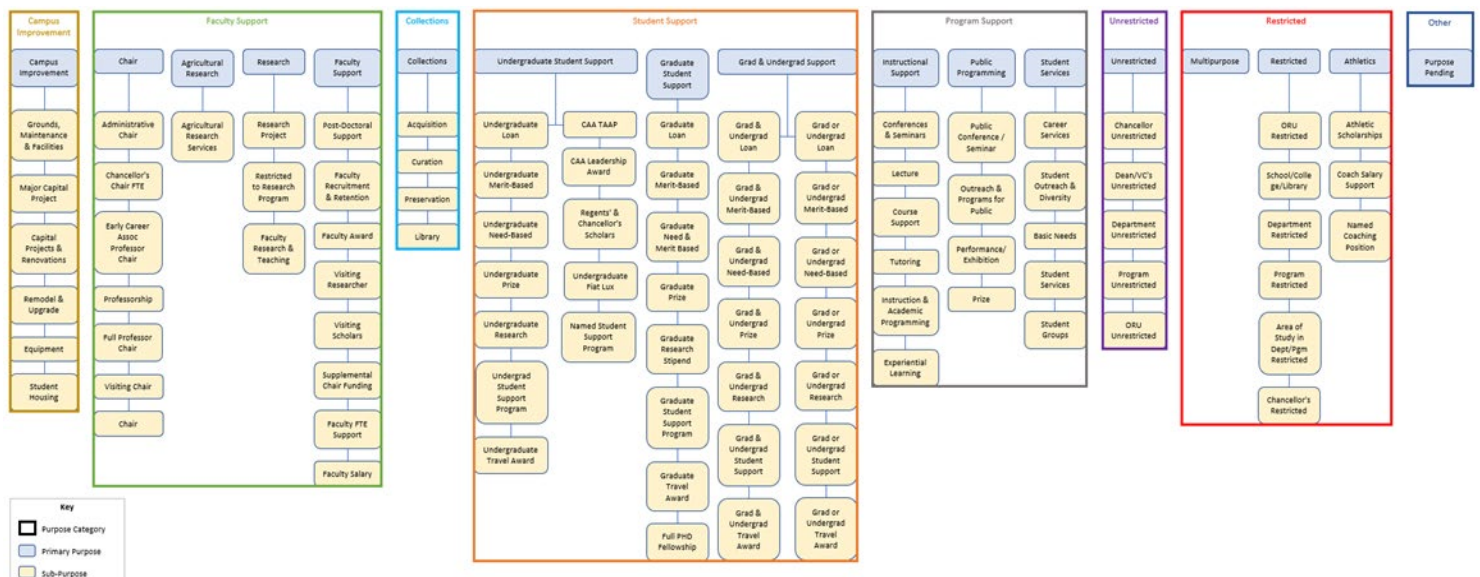 Campus
Improvement
Campus
Improvement
Grounds,
Maintenance
& Facilities
Major Capital
Project
Capital
Projects &
Renovations
Remodel &
Upgrade
Equipment
Student
Housing
Faculty Support
Chair
Administrative
Chair
Chancellor's
Chair FTE
Early Career
Assoc
Professor
Chair
Professorship
Full Professor
Chair
Visiting Chair
Chair
Agricultural
Research
Agricultural
Research
Services
Research
Research
Project
Restricted
to Research
Program
Faculty
Research &
Teaching
Faculty
Support
Post-Doctoral
Support
Faculty
Recruitment
& Retention
Faculty Award
Visiting
Researcher
Visiting
Scholars
Supplemental
Chair Funding
Faculty FTE
Support
Faculty Salary
Collections
Collections
Acquisition
Curation
Preservation
Library
Student Support
Undergraduate Student Support
Undergraduate
Loan
Undergraduate
Merit-Based
Undergraduate
Need-Based
Undergraduate
Prize
Undergraduate
Research
Undergrad
Student
Support
Program
Undergraduate
Travel Award
CAA TAAP
CAA Leadership
Award
Regents' &
Chancellor's
Scholars
Undergraduate
Fiat Lux
Named Student
Support
Program
Graduate
Student
Support
Graduate
Loan
Graduate
Merit-Based
Graduate
Need &
Merit Based
Graduate
Prize
Graduate
Research
Stipend
Graduate
Student
Support
Program
Graduate
Travel
Award
Full PHD
Fellowship
Grad & Undergrad Support
Grad &
Undergrad
Loan
Grad &
Undergrad
Merit-Based
Grad &
Undergrad
Need-Based
Grad &
Undergrad
Prize
Grad &
Undergrad
Research
Grad &
Undergrad
Student
Support
Grad &
Undergrad
Travel
Award
Grad or
Undergrad
Loan
Grad or
Undergrad
Merit-Based
Grad or
Undergrad
Need-Based
Grad or
Undergrad
Prize
Grad or
Undergrad
Research
Grad or
Undergrad
Student
Support
Grad or
Undergrad
Travel
Award
Program Support
Instructional
Support
Conferences
& Seminars
Lecture
Course
Support
Tutoring
Instruction &
Academic
Programming
Experiential
Learning
Public
Programming
Public
Conference /
Seminar
Outreach &
Programs for
Public
Performance/
Exhibition
Prize
Student
Services
Career
Services
Student
Outreach &
Diversity
Basic Needs
Student
Services
Student
Groups
Unrestricted
Unrestricted
Chancellor
Unrestricted
Dean/VC's
Unrestricted
Department
Unrestricted
Program
Unrestricted
ORU
Unrestricted
Restricted
Multipurpose
Restricted
ORU
Restricted
School/Colle
ge/Library
Department
Restricted
Program
Restricted
Area of
Study in
Dept/Pgm
Restricted
Chancellor's
Restricted
Athletics
Athletic
Scholarships
Coach Salary
Support
Named
Coaching
Position
Other
Purpose
Pending
Key
Purpose Category
Primary Purpose
Sub-Purpose